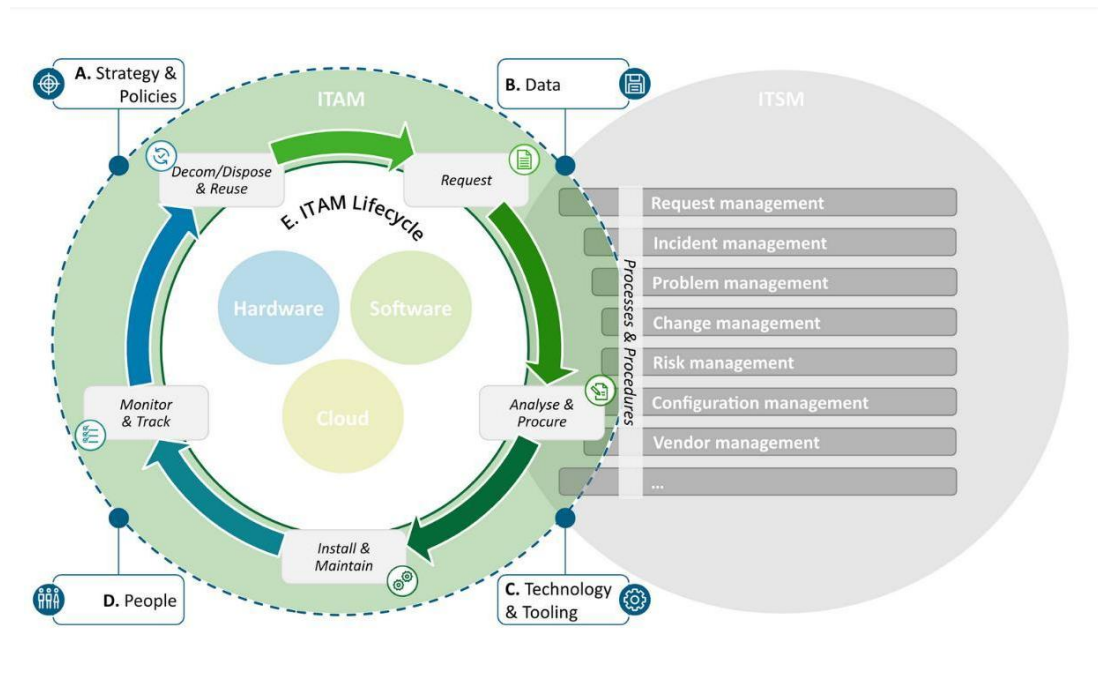 A. Strategy &
Policies
B. Data
ITAM
ITSM
Decom/Dispose
& Reuse
Request
E. ITAM Lifecycle
Hardware
Software
Cloud
Monitor
& Track
Analyse &
Procure
Install &
Maintain
Processes & Procedures
Request management
Incident management
Problem management
Change management
Risk management
Configuration management
Vendor management
...
D. People
C. Technology
& Tooling